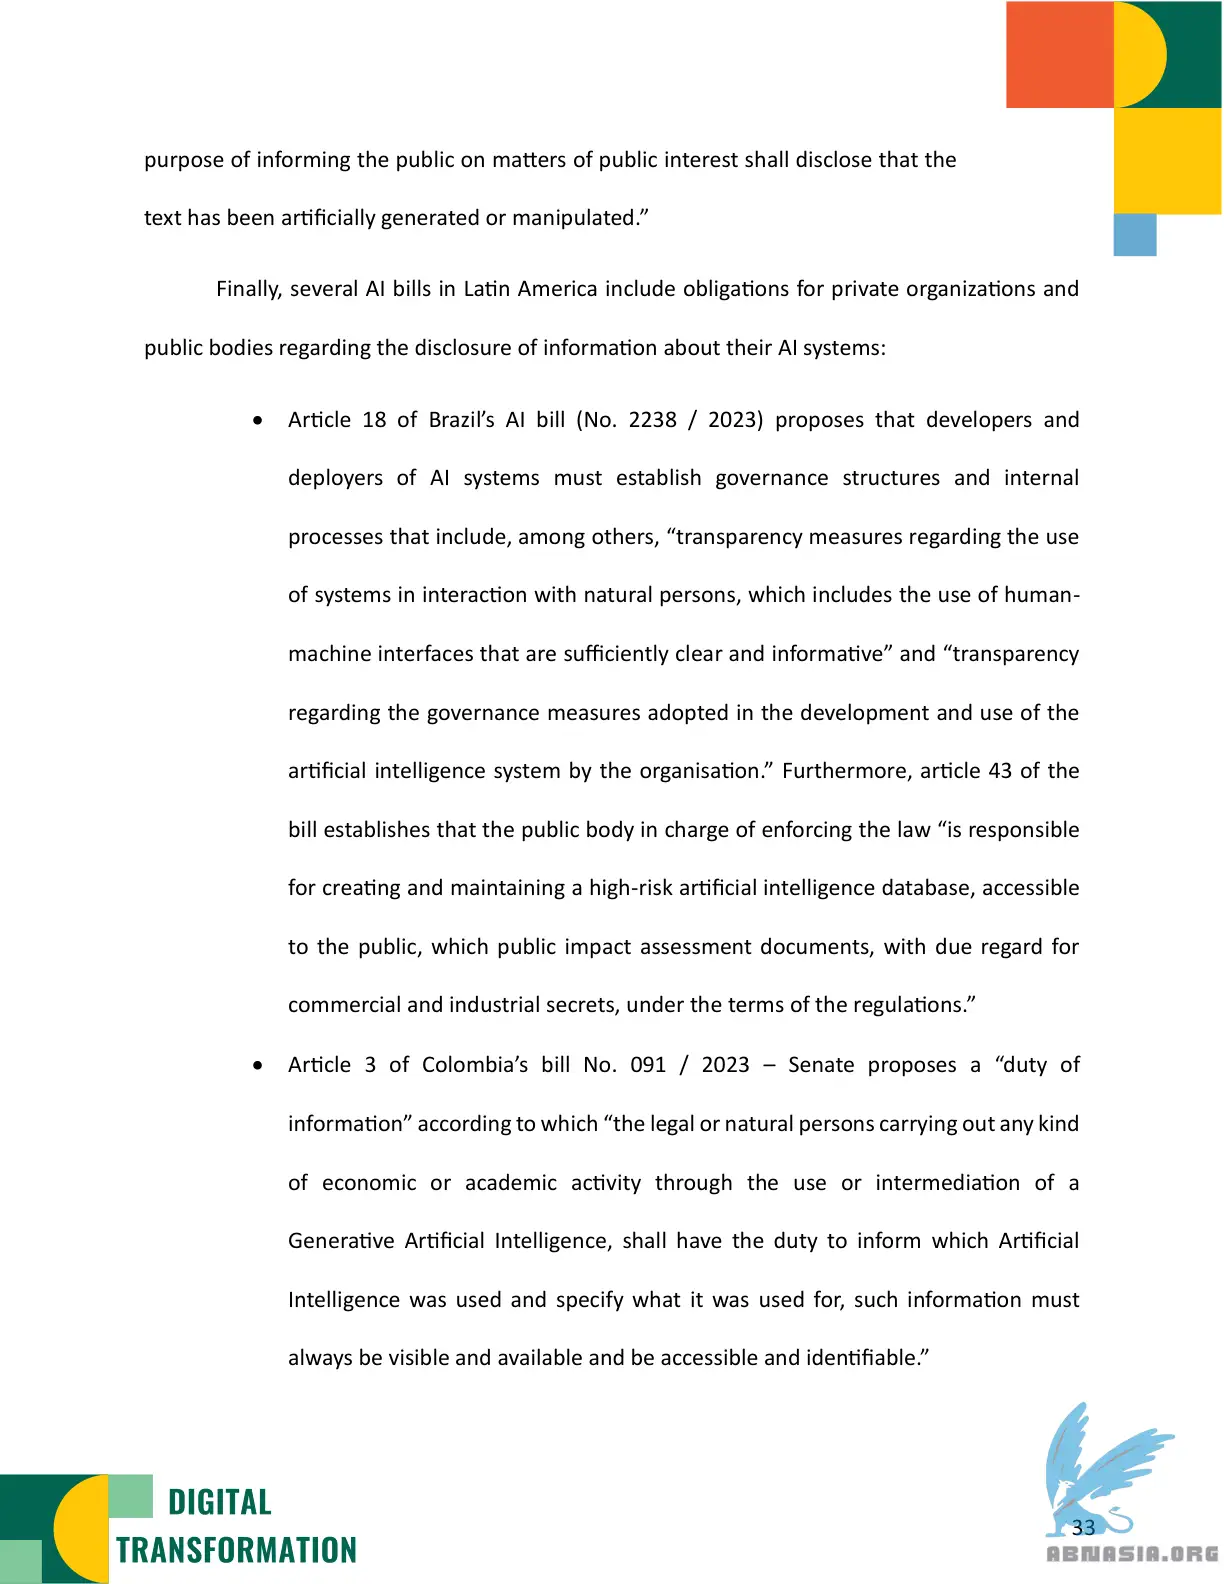 purpose of informing the public on matters of public interest shall disclose that the
text has been artificially generated or manipulated.”
Finally, several AI bills in Latin America include obligations for private organizations and
public bodies regarding the disclosure of information about their AI systems:
• Article 18 of Brazil’s AI bill (No. 2238 / 2023) proposes that developers and
deployers of AI systems must establish governance structures and internal
processes that include, among others, “transparency measures regarding the use
of systems in interaction with natural persons, which includes the use of human-
machine interfaces that are sufficiently clear and informative” and “transparency
regarding the governance measures adopted in the development and use of the
artificial intelligence system by the organisation.” Furthermore, article 43 of the
bill establishes that the public body in charge of enforcing the law “is responsible
for creating and maintaining a high-risk artificial intelligence database, accessible
to the public, which public impact assessment documents, with due regard for
commercial and industrial secrets, under the terms of the regulations.”
• Article 3 of Colombia’s bill No. 091 / 2023 – Senate proposes a “duty of
information” according to which “the legal or natural persons carrying out any kind
of economic or academic activity through the use or intermediation of a
Generative Artificial Intelligence, shall have the duty to inform which Artificial
Intelligence was used and specify what it was used for, such information must
always be visible and available and be accessible and identifiable.”
DIGITAL
TRANSFORMATION
33
ABNASIA.ORG